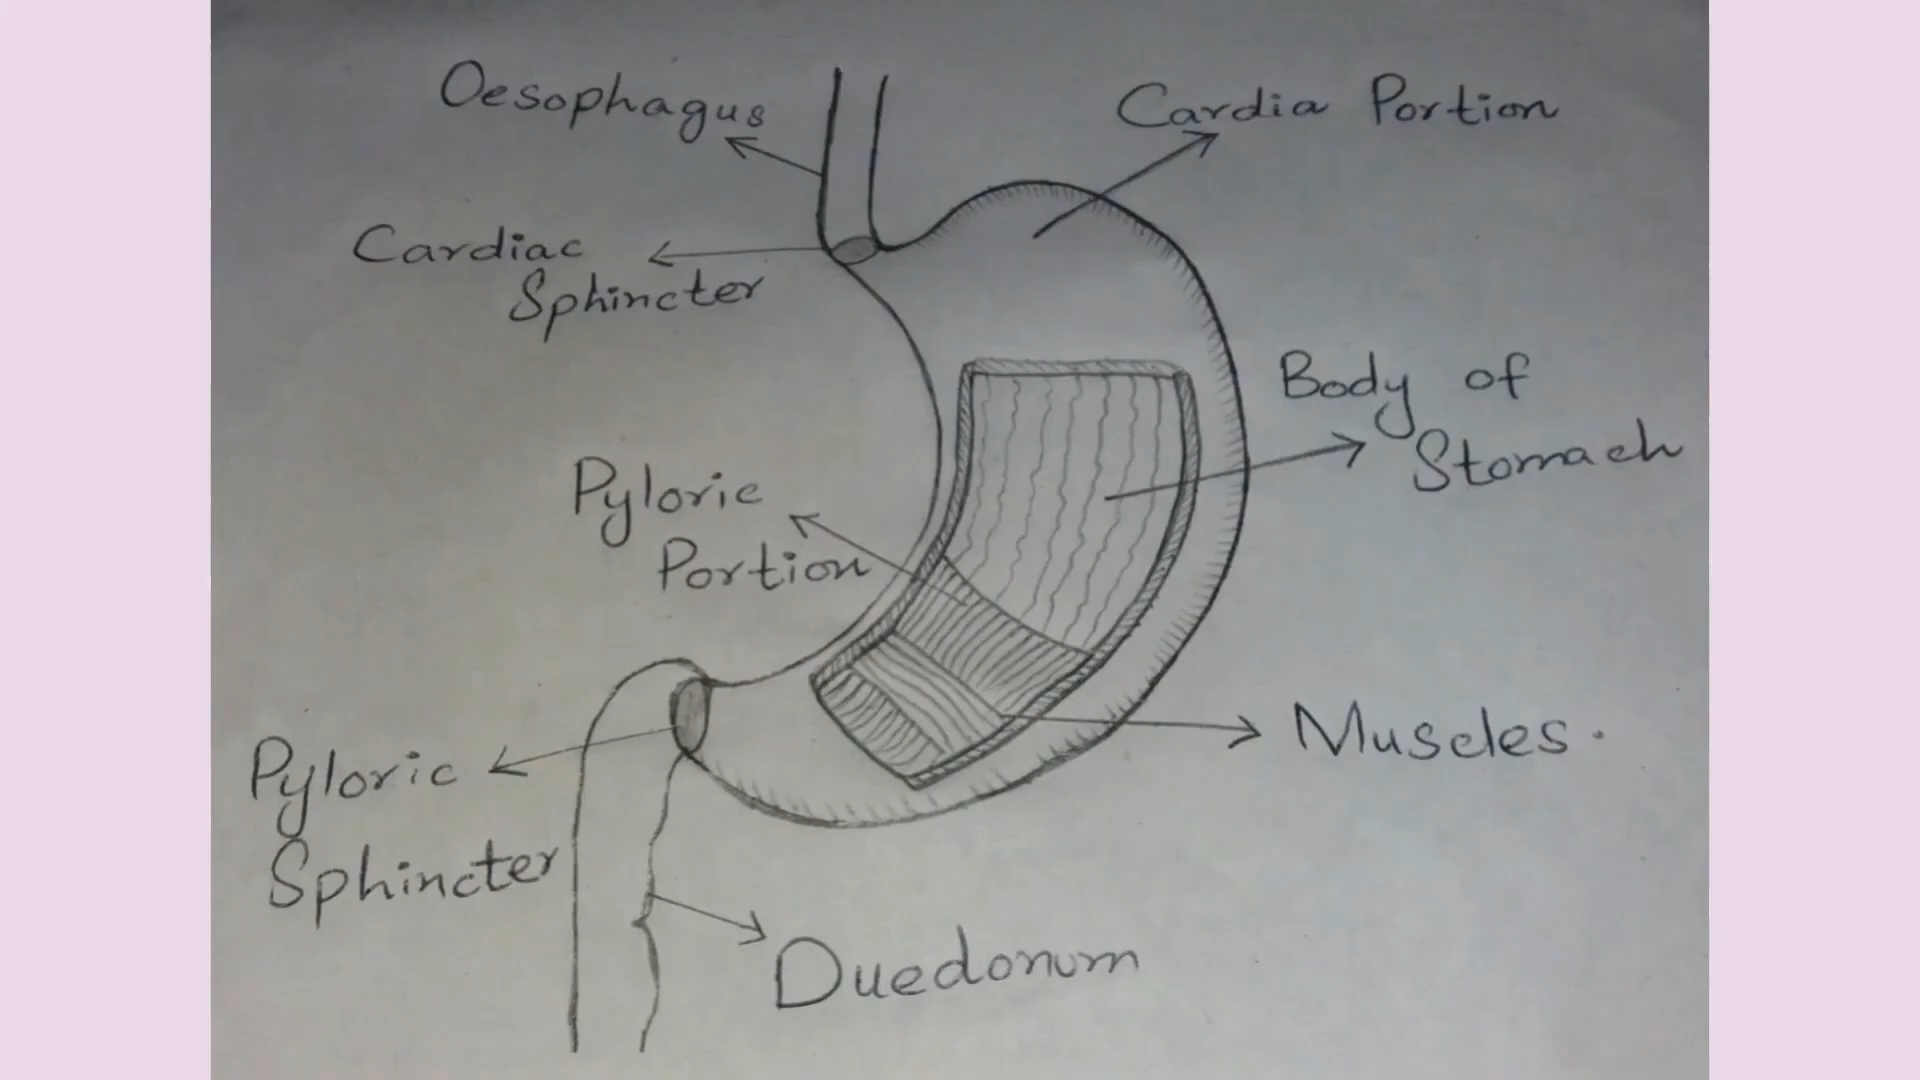 Oesophagus
Cardia Portion
Cardiac
Sphincter
Body of
Stomach
Pyloric
Portion
Muscles.
Pyloric
Sphincter
Duedonum